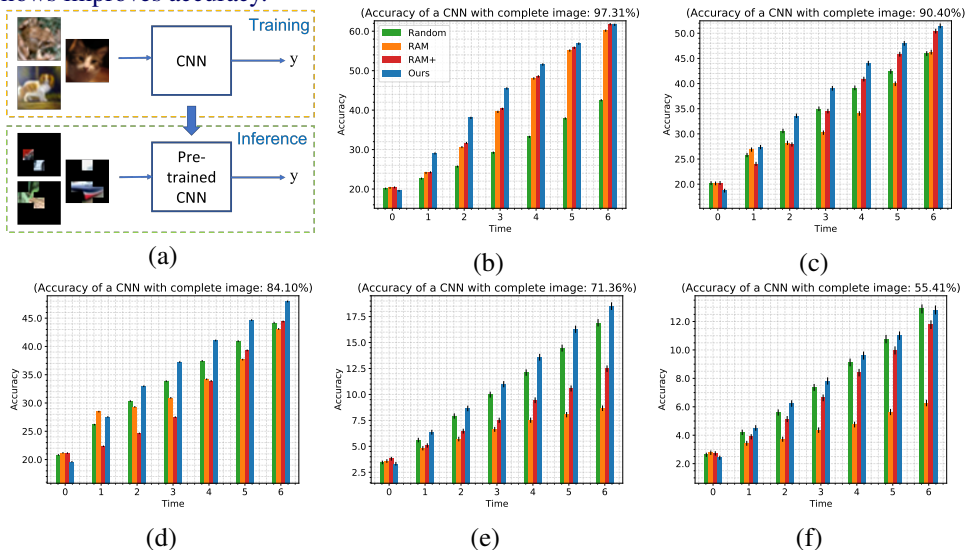 improves accuracy.
Training
CNN
y
Inference
Pre-
trained
CNN
y
(a)
(Accuracy of a CNN with complete image: 97.31%)
Random
RAM
RAM+
Ours
Accuracy
60.0
50.0
40.0
30.0
20.0
0 1 2 3 4 5 6
Time
(b)
(Accuracy of a CNN with complete image: 90.40%)
Accuracy
50.0
45.0
40.0
35.0
30.0
25.0
20.0
0 1 2 3 4 5 6
Time
(c)
(Accuracy of a CNN with complete image: 84.10%)
Accuracy
45.0
40.0
35.0
30.0
25.0
20.0
0 1 2 3 4 5 6
Time
(d)
(Accuracy of a CNN with complete image: 71.36%)
Accuracy
17.5
15.0
12.5
10.0
7.5
5.0
2.5
0 1 2 3 4 5 6
Time
(e)
(Accuracy of a CNN with complete image: 55.41%)
Accuracy
12.0
10.0
8.0
6.0
4.0
2.0
0 1 2 3 4 5 6
Time
(f)